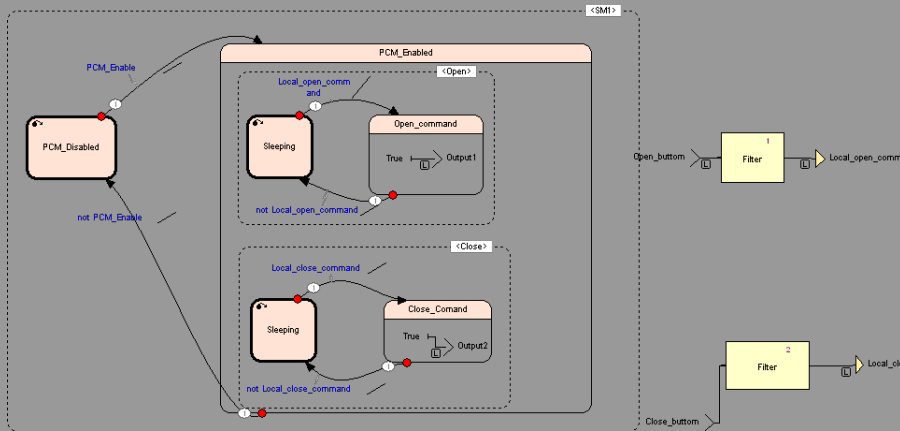 <SM1>
PCM_Enabled
PCM_Enable
<Open>
Local_open_comm
and
Open_command
PCM_Disabled
Sleeping
True
L
Output1
not Local_open_command
not PCM_Enable
<Close>
Local_close_command
Close_Comand
Sleeping
True
L
Output2
not Local_close_command
1
Open_buttom
L
Filter
L
Local_open_comm
2
Filter
L
Local_clo
Close_buttom